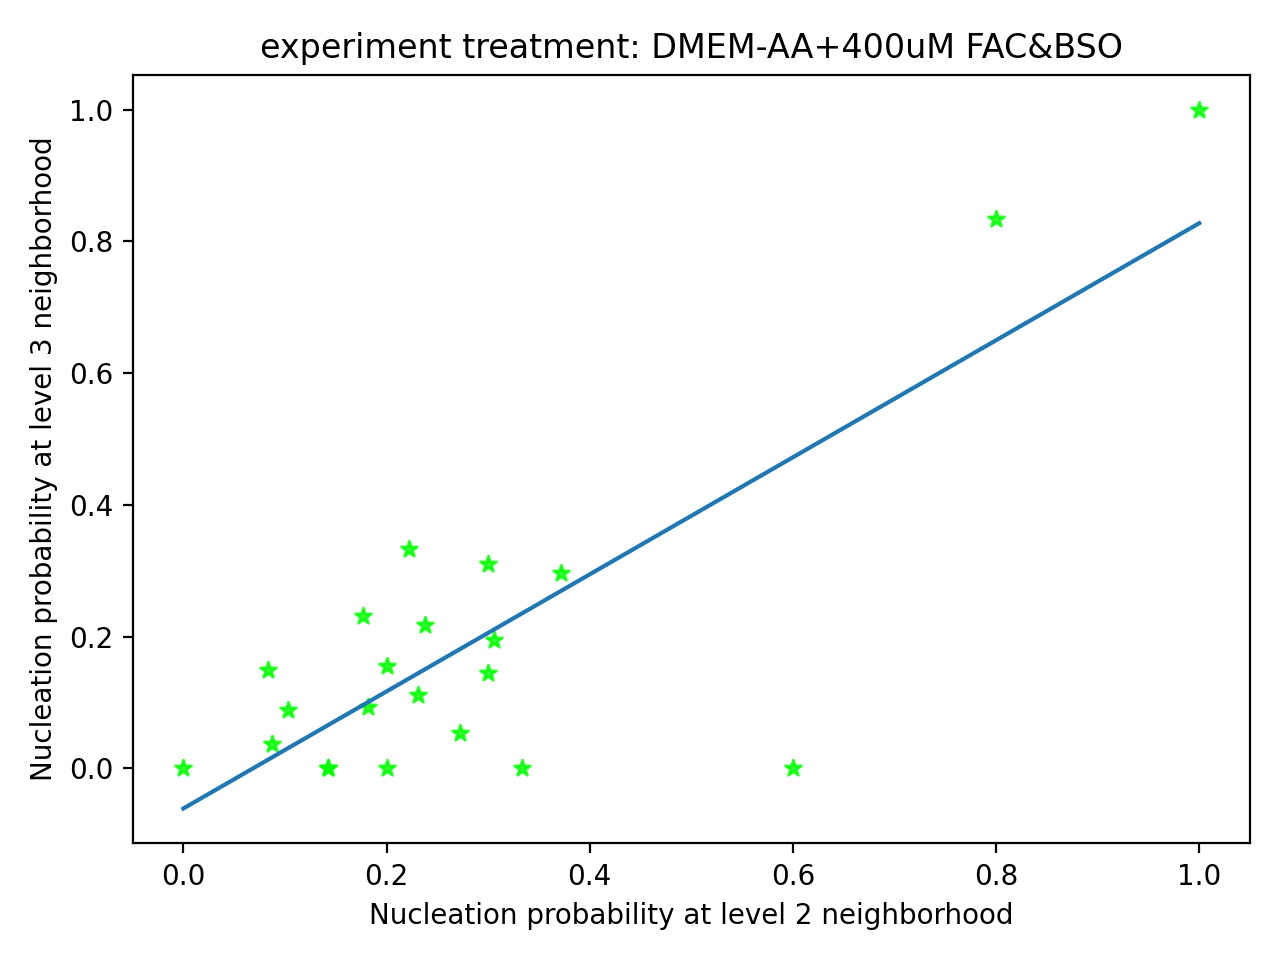 experiment treatment: DMEM-AA+400uM FAC&BSO
Nucleation probability at level 3 neighborhood
1.0
0.8
0.6
0.4
0.2
0.0
0.0 0.2 0.4 0.6 0.8 1.0
Nucleation probability at level 2 neighborhood